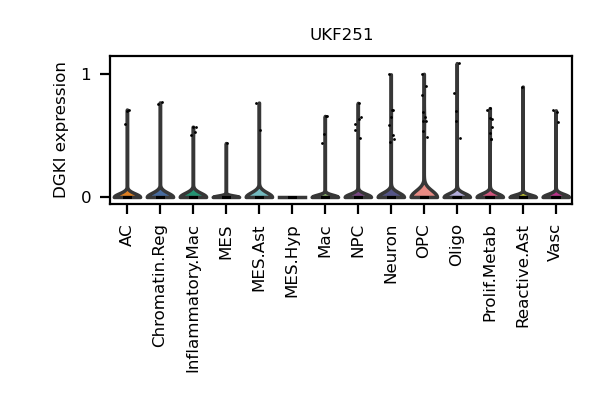 UKF251
DGKI expression
1
0
AC
Chromatin.Reg
Inflammatory.Mac
MES
MES.Ast
MES.Hyp
Mac
NPC
Neuron
OPC
Oligo
Prolif.Metab
Reactive.Ast
Vasc